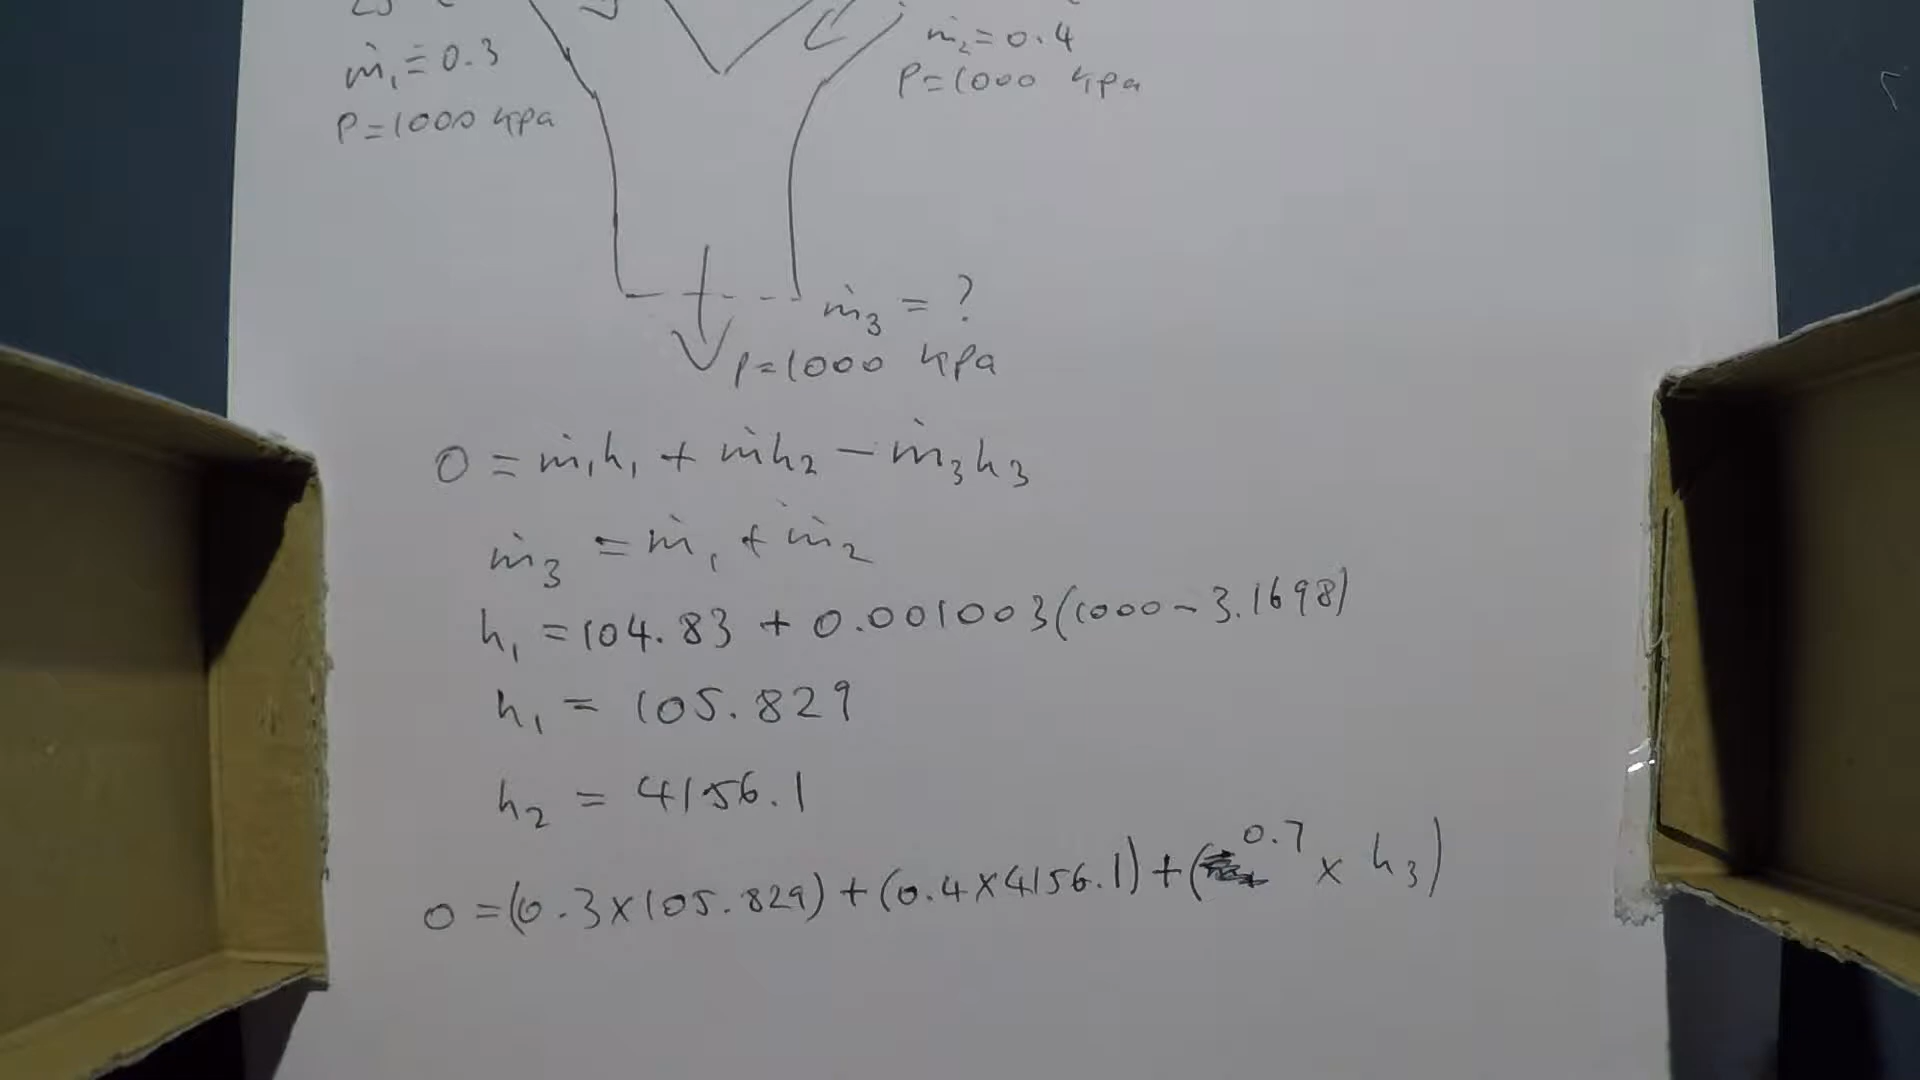 ṁ₁ = 0.3
P=1000 kpa
ṁ₂ = 0.4
P=1000 kpa
ṁ₃ = ?
P=1000 kpa
0 = ṁ₁h₁ + ṁh₂ − ṁ₃h₃
ṁ₃ = ṁ₁ + ṁ₂
h₁ = 104.83 + 0.001003(1000 − 3.1698)
h₁ = 105.829
h₂ = 4156.1
0 = (0.3×105.829) + (0.4×4156.1) + (0.7 × h₃)